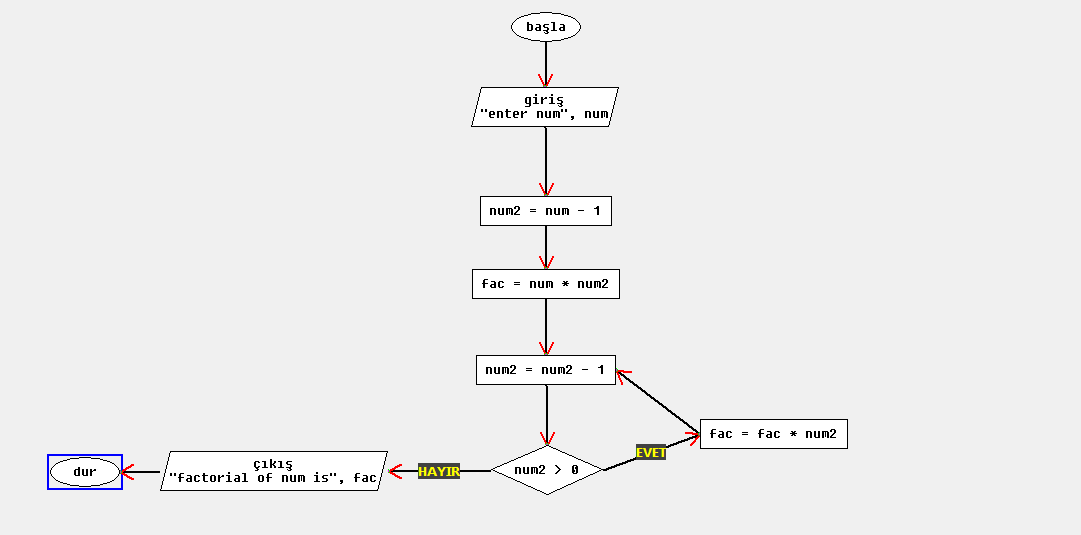 başla
giriş
"enter num", num
num2 = num - 1
fac = num * num2
num2 = num2 - 1
fac = fac * num2
EVET
num2 > 0
HAYIR
çıkış
"factorial of num is", fac
dur